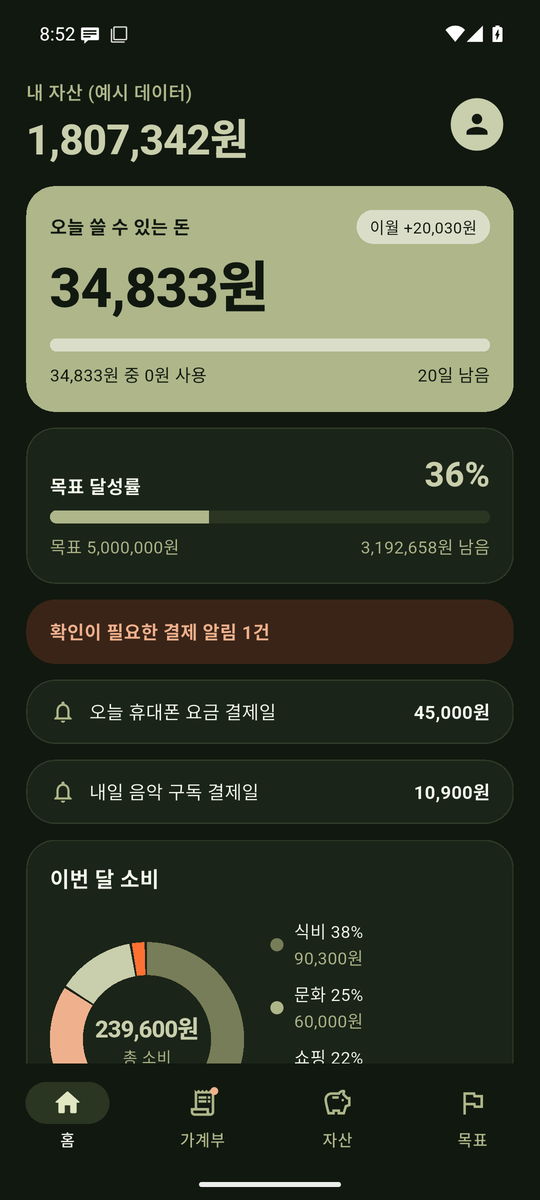 8:52
내 자산 (예시 데이터)
1,807,342원
오늘 쓸 수 있는 돈
이월 +20,030원
34,833원
34,833원 중 0원 사용
20일 남음
목표 달성률
36%
목표 5,000,000원
3,192,658원 남음
확인이 필요한 결제 알림 1건
오늘 휴대폰 요금 결제일
45,000원
내일 음악 구독 결제일
10,900원
이번 달 소비
식비 38%
90,300원
문화 25%
60,000원
쇼핑 22%
239,600원
총 소비
홈
가계부
자산
목표